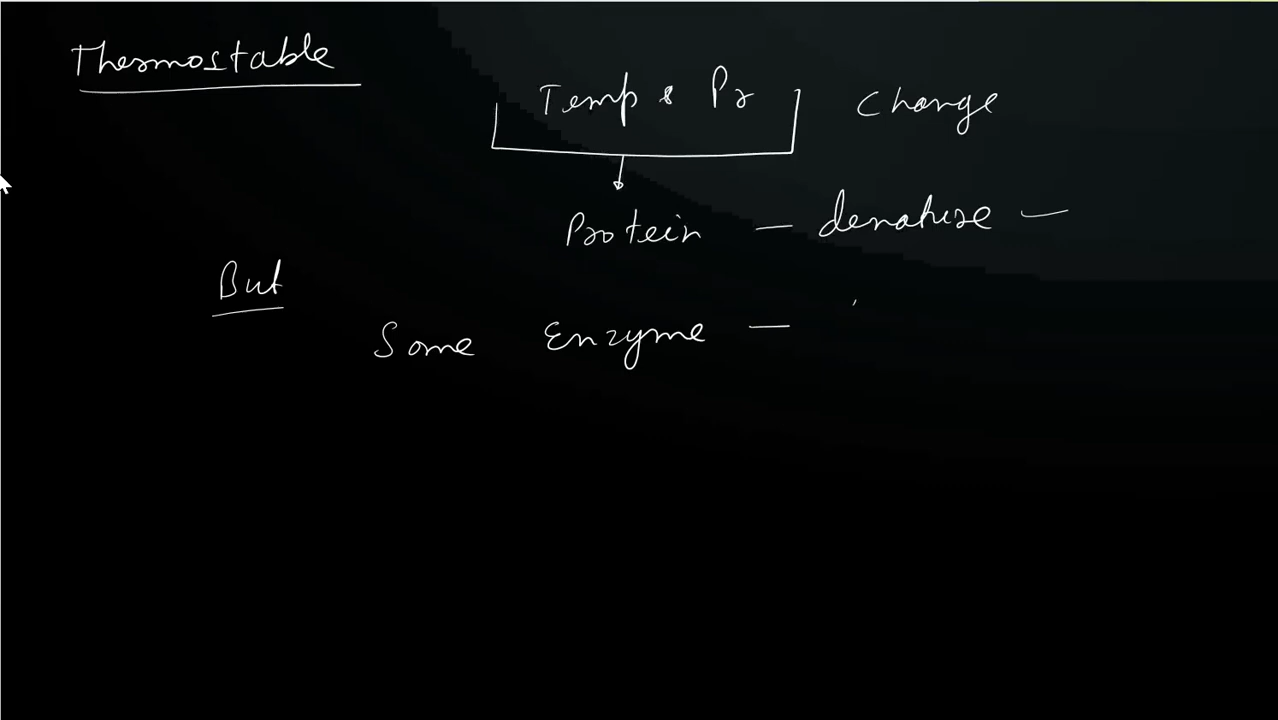 Thermostable
Temp & Pr Change
Protein — denature —
But
Some Enzyme —